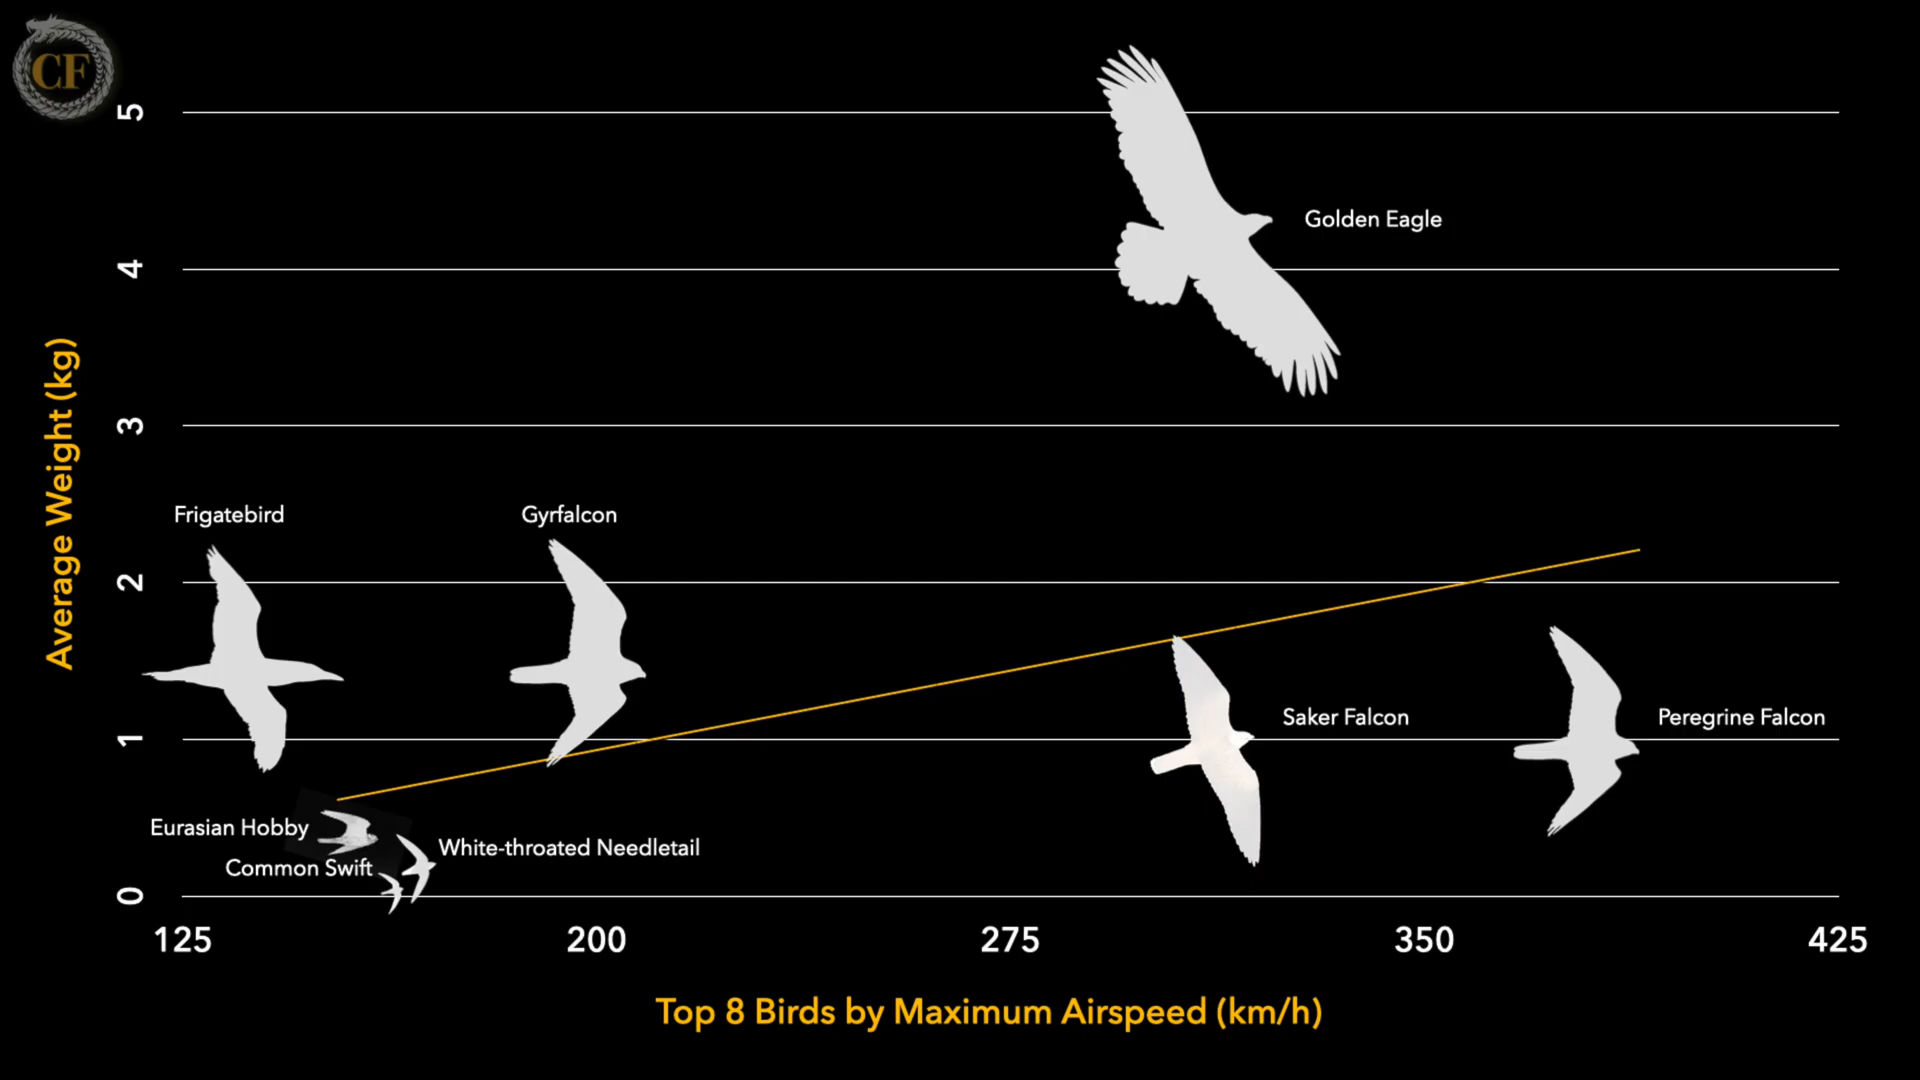 CF
5
Golden Eagle
4
Average Weight (kg)
3
Frigatebird
Gyrfalcon
2
Saker Falcon
Peregrine Falcon
1
Eurasian Hobby
White-throated Needletail
Common Swift
0
125 200 275 350 425
Top 8 Birds by Maximum Airspeed (km/h)